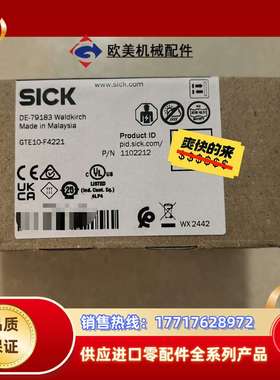 欧美机械配件
SICK
www.sick.com
DE-79183 Waldkirch
Made in Malaysia
GTE10-F4221
Product ID
pid.sick.com/
P/N 1102212
爽快的来
$$$$$$
CE
UK
CA
25
UL
US
LISTED
(Ind. Cont. Eq.)
WX 2442
品质
保证
销售热线：17717628972
供应进口零配件全系列产品